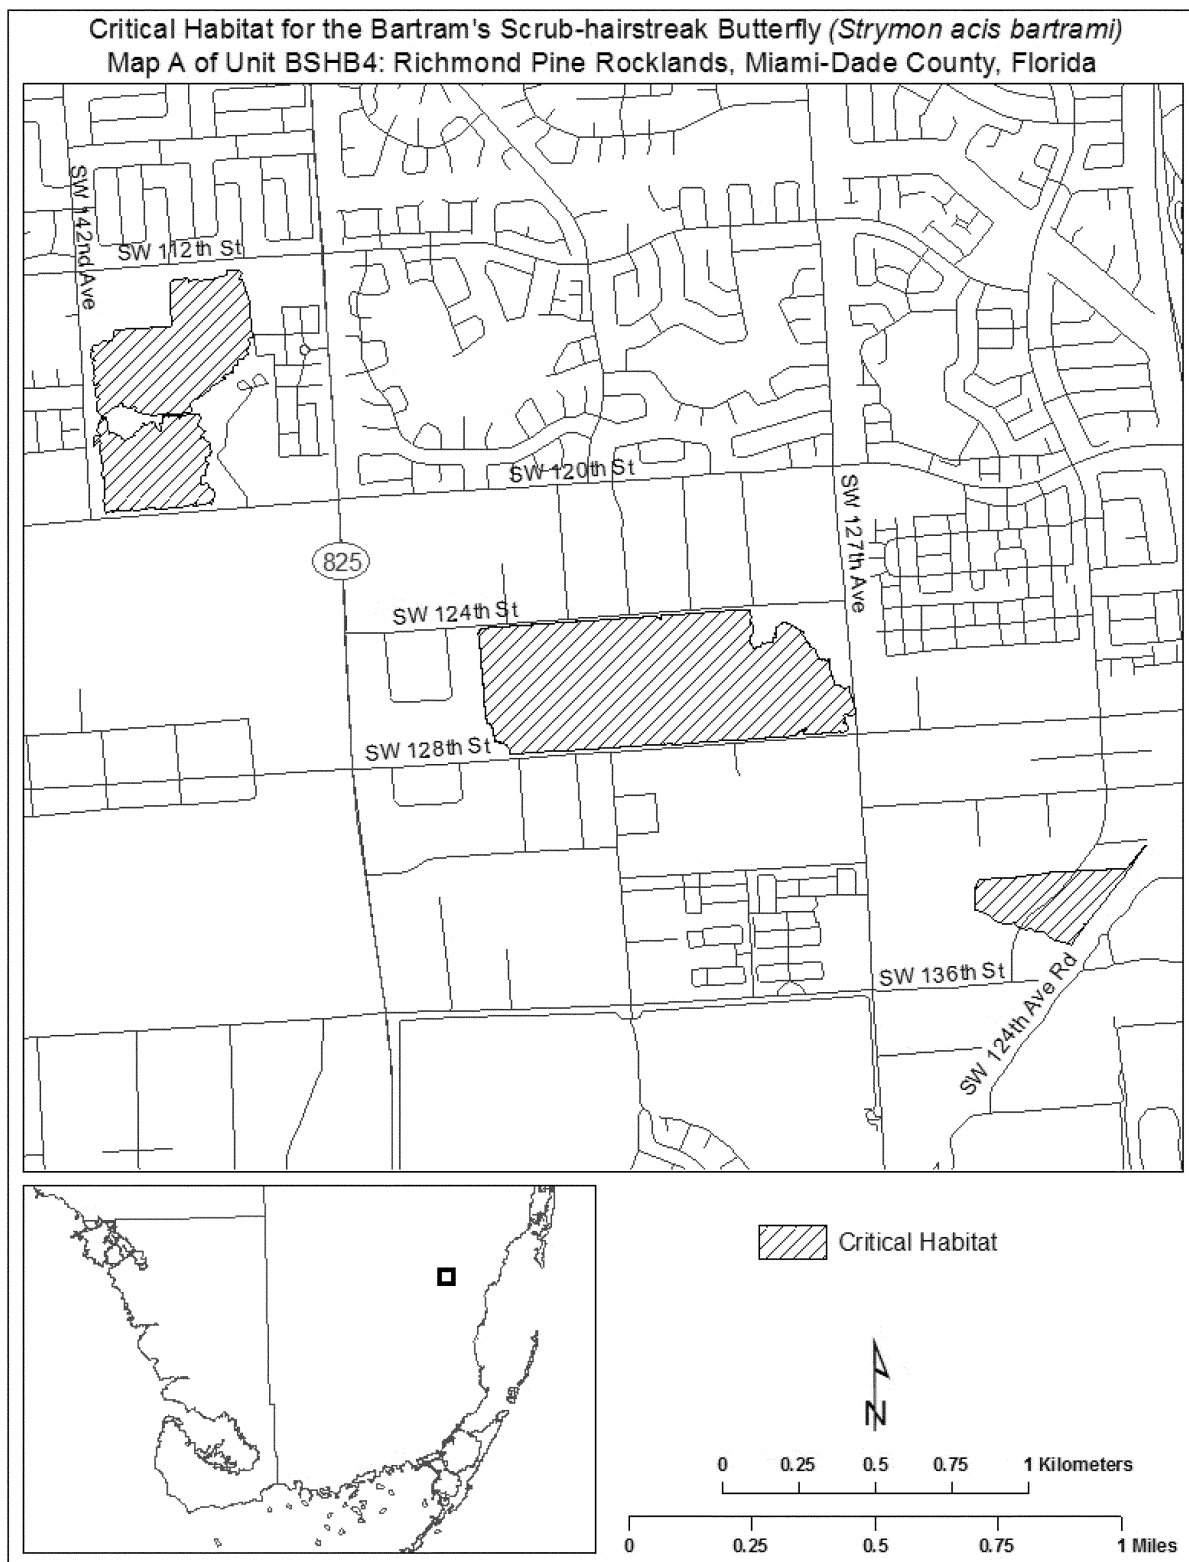 Critical Habitat for the Bartram's Scrub-hairstreak Butterfly (Strymon acis bartrami)
Map A of Unit BSHB4: Richmond Pine Rocklands, Miami-Dade County, Florida
SW 142nd Ave
SW 112th St
SW 120th St
SW 127th Ave
825
SW 124th St
SW 128th St
SW 136th St
SW 124th Ave Rd
Critical Habitat
N
0 0.25 0.5 0.75 1 Kilometers
0 0.25 0.5 0.75 1 Miles